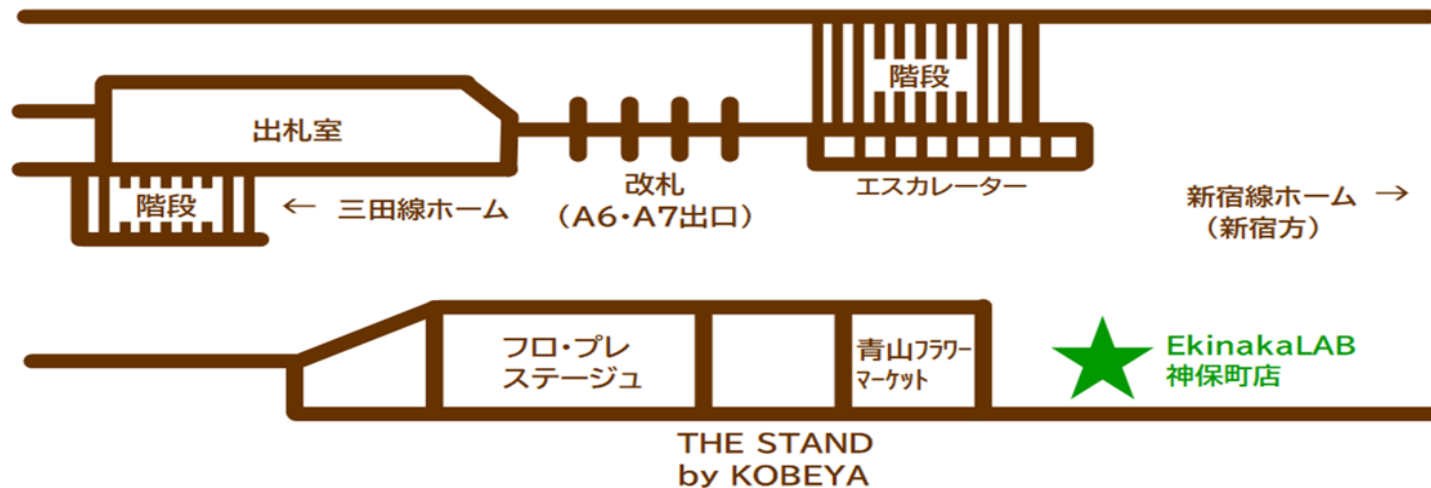 階段
出札室
改札
(A6・A7出口)
エスカレーター
階段
← 三田線ホーム
新宿線ホーム →
(新宿方)
フロ・プレ
ステージュ
青山フラワー
マーケット
EkinakaLAB
神保町店
THE STAND
by KOBEYA